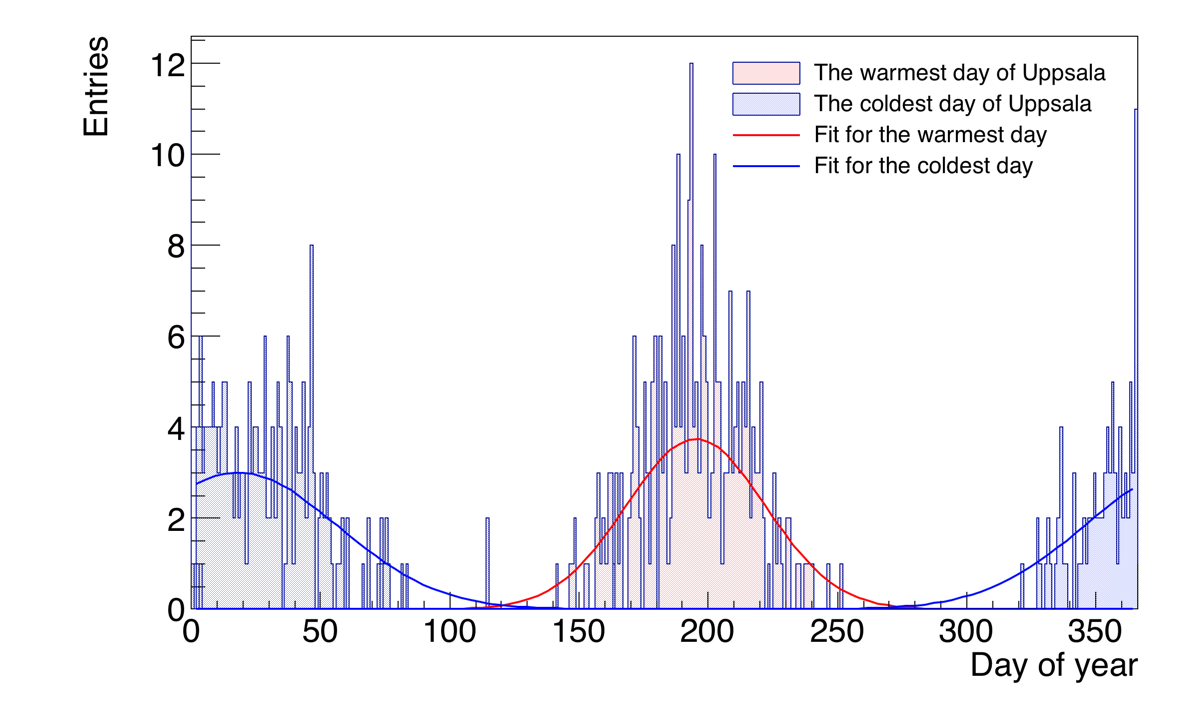 Entries
12
10
8
6
4
2
0
The warmest day of Uppsala
The coldest day of Uppsala
Fit for the warmest day
Fit for the coldest day
0 50 100 150 200 250 300 350
Day of year